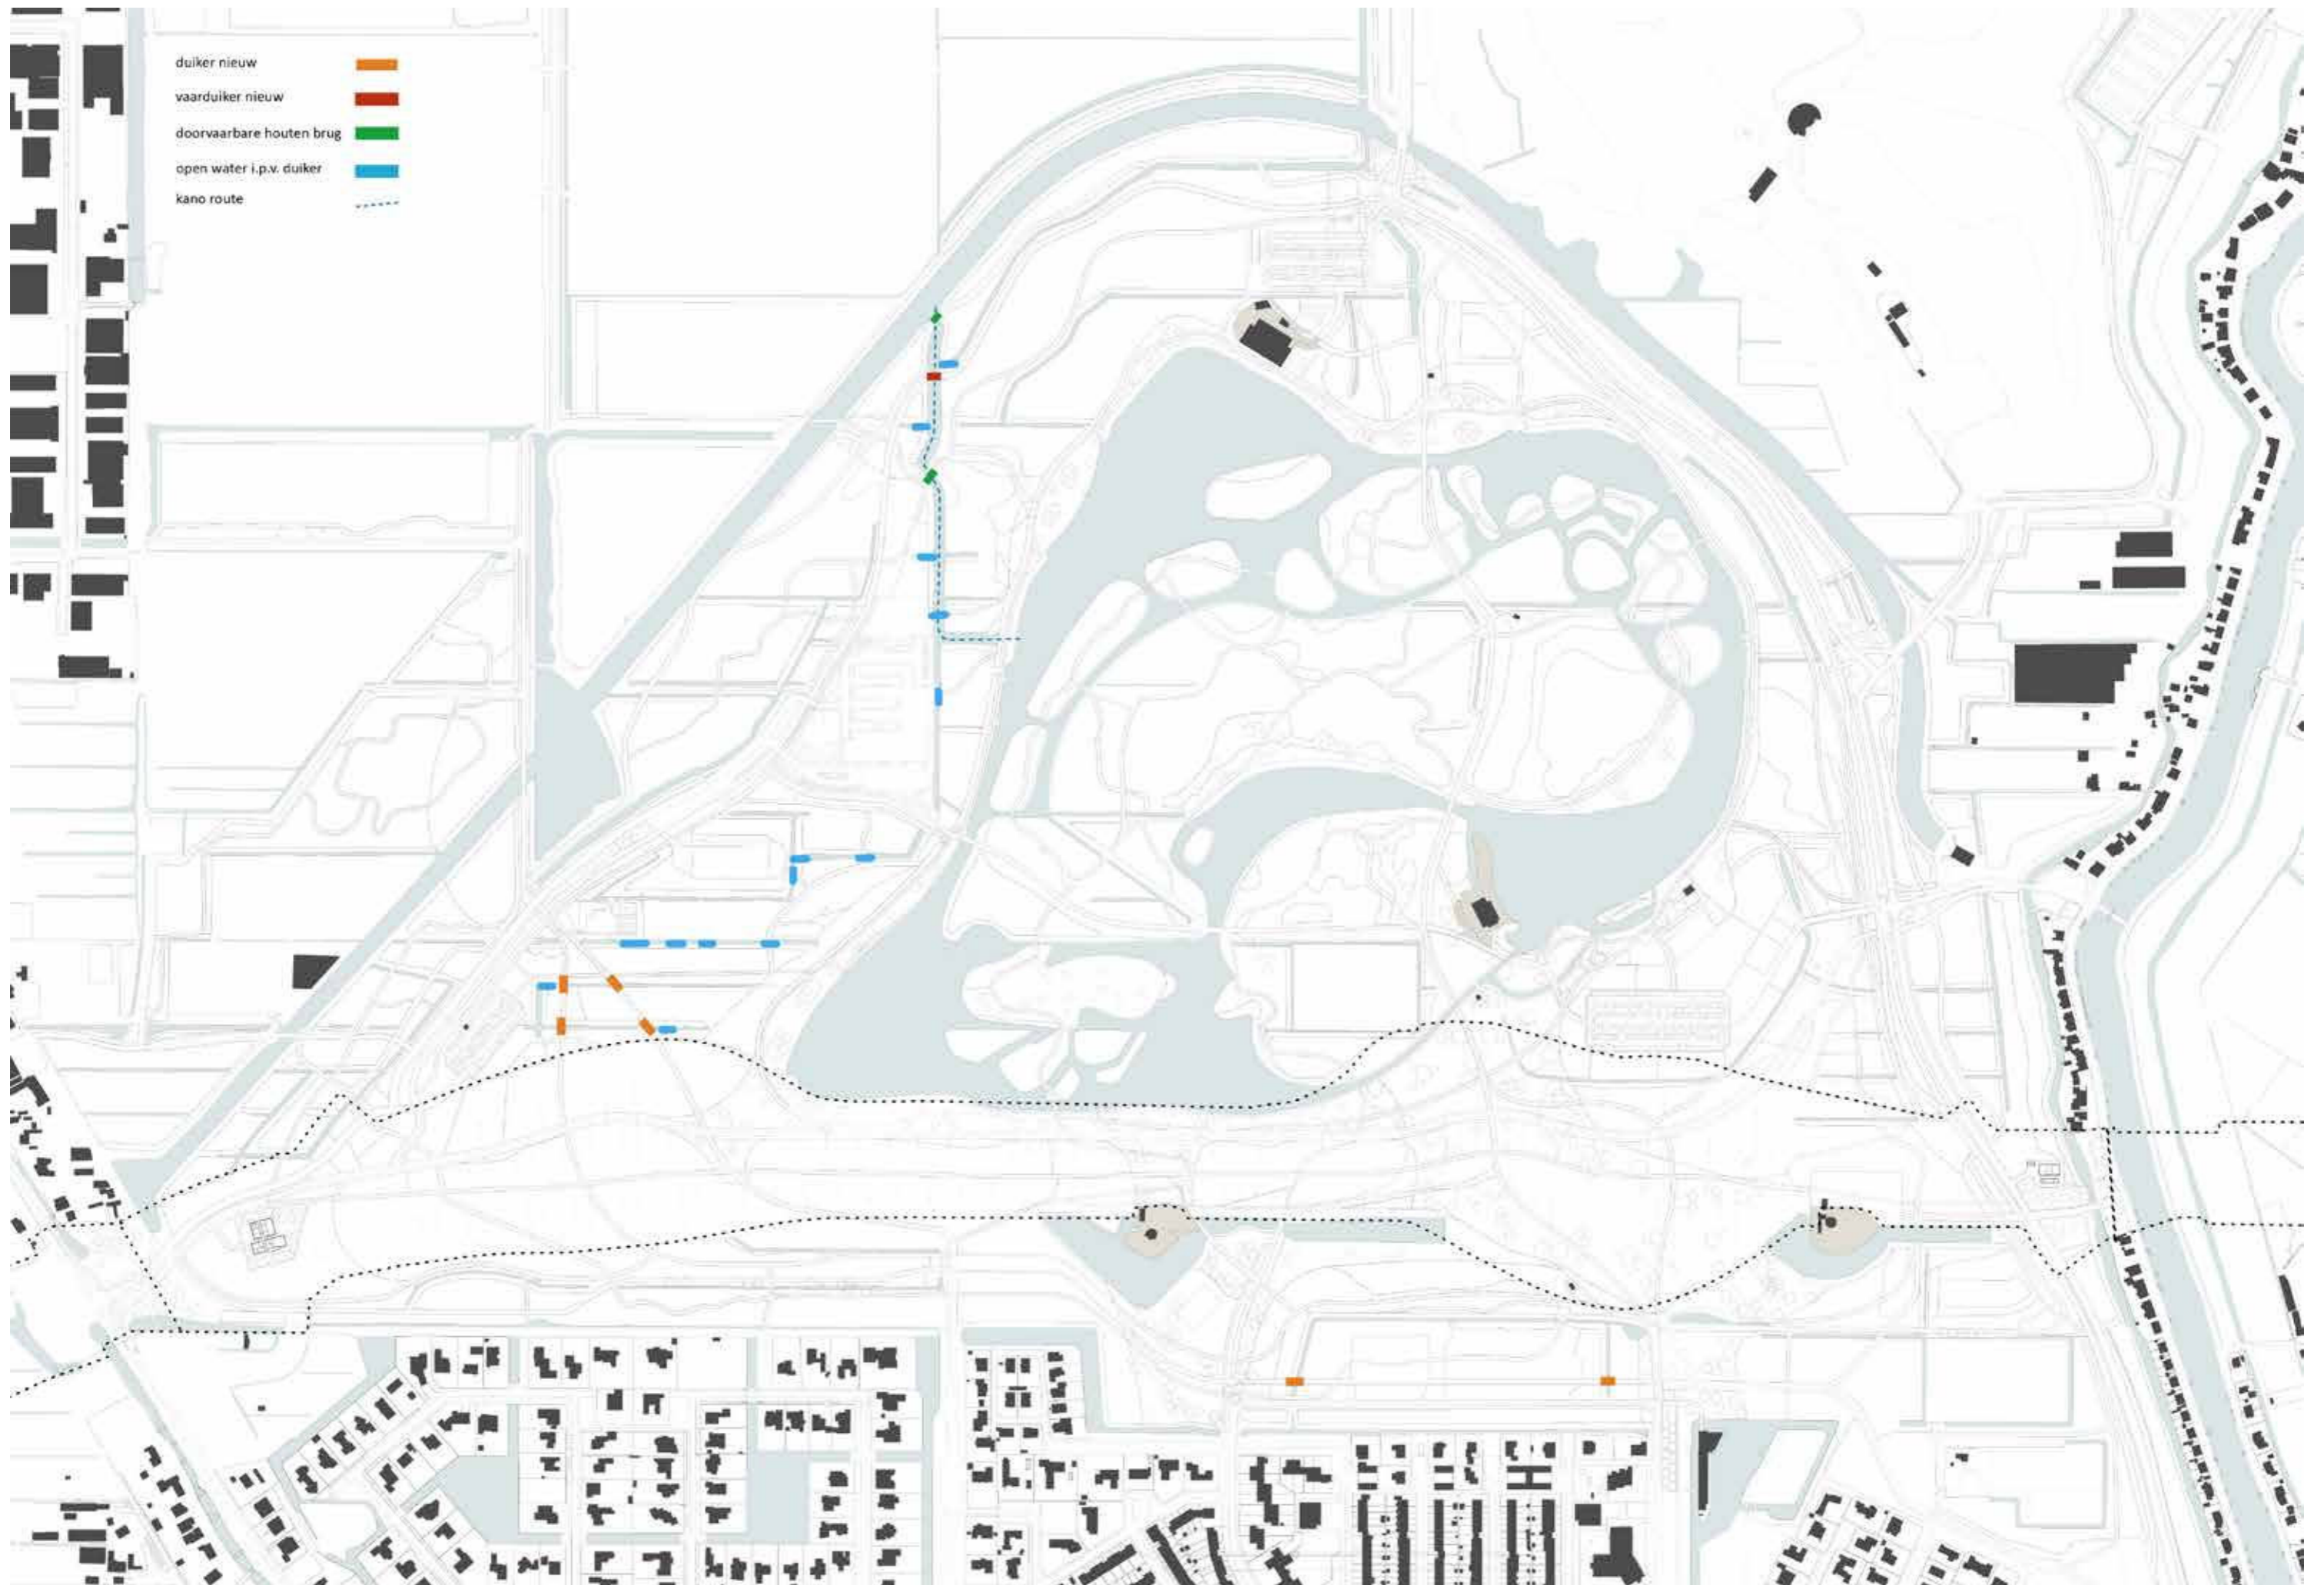 duiker nieuw
vaarduiker nieuw
doorvaarbare houten brug
open water i.p.v. duiker
kano route